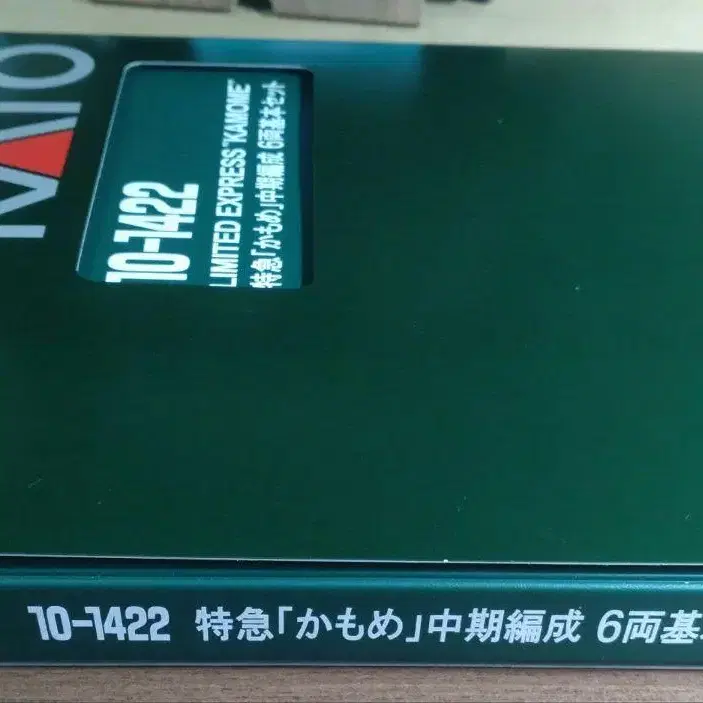 KATO
10-1422
LIMITED EXPRESS "KAMOME"
特急「かもめ」中期編成 6両基本セット
10-1422 特急「かもめ」中期編成 6両基